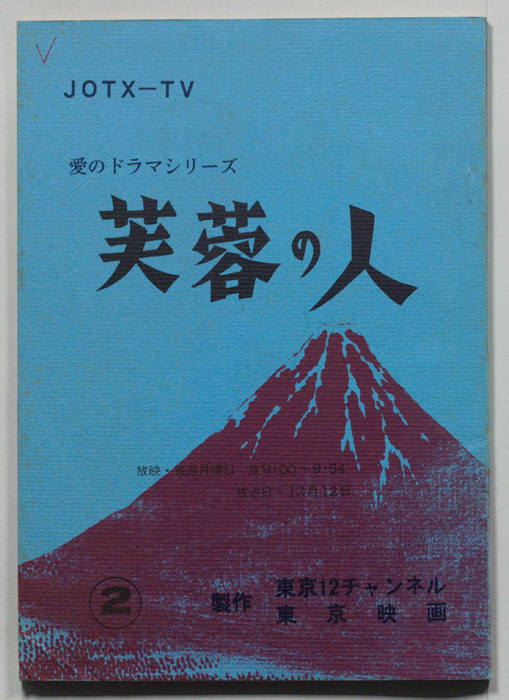 JOTX-TV
愛のドラマシリーズ
芙蓉の人
放映・毎週月曜日 夜9・00〜9・54
放送日・12月12日
②
製作 東京12チャンネル
東京映画